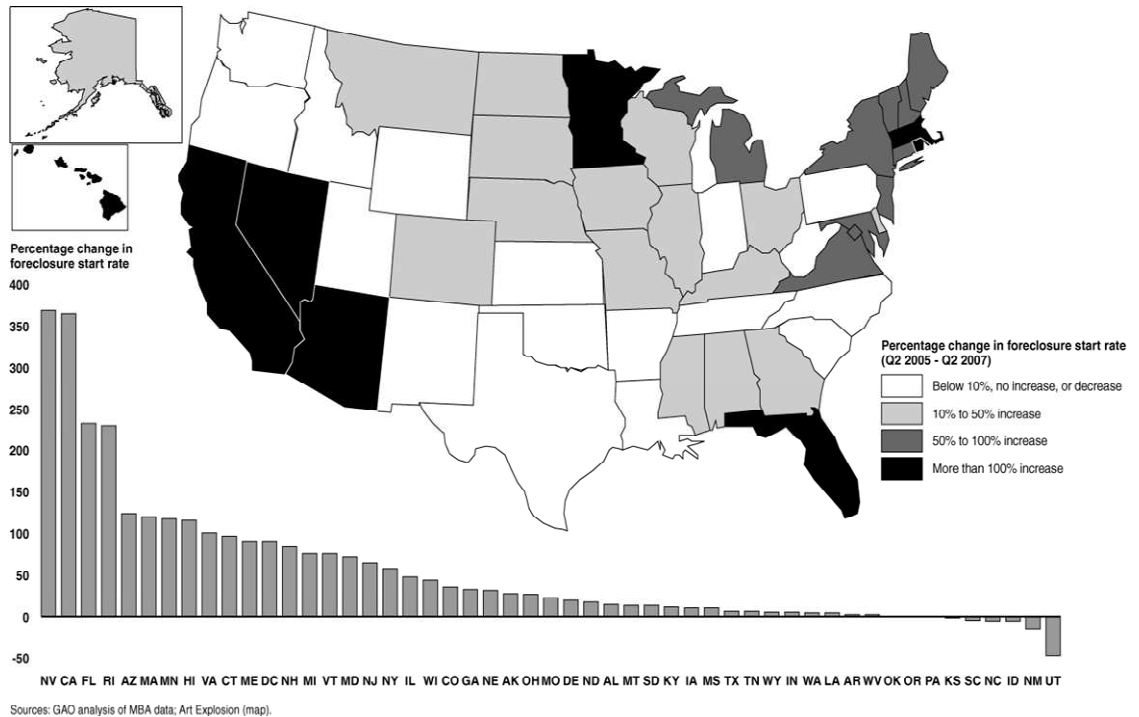 Percentage change in
foreclosure start rate
400
350
300
250
200
150
100
50
0
-50
NV CA FL RI AZ MA MN HI VA CT ME DC NH MI VT MD NJ NY IL WI CO GA NE AK OH MO DE ND AL MT SD KY IA MS TX TN WY IN WA LA AR WV OK OR PA KS SC NC ID NM UT
Percentage change in foreclosure start rate
(Q2 2005 - Q2 2007)
Below 10%, no increase, or decrease
10% to 50% increase
50% to 100% increase
More than 100% increase
Sources: GAO analysis of MBA data; Art Explosion (map).